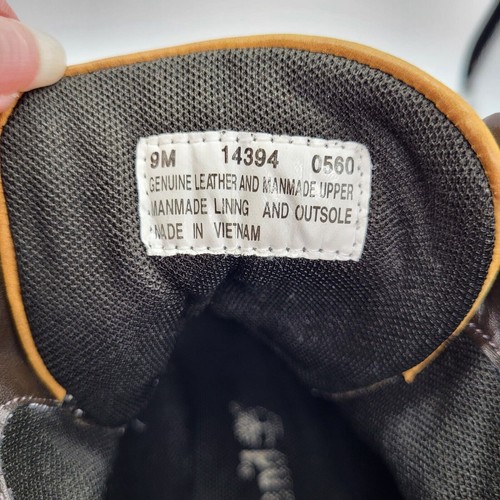 9M 14394 0560
GENUINE LEATHER AND MANMADE UPPER
MANMADE LINING AND OUTSOLE
MADE IN VIETNAM